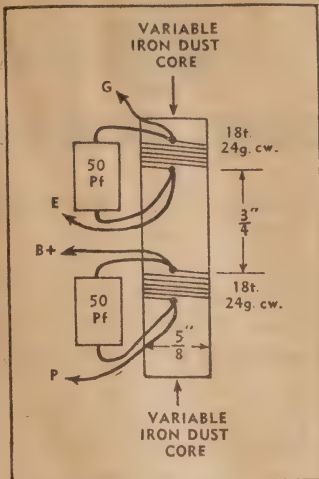 VARIABLE
IRON DUST
CORE
G
18t.
24g. cw.
50
Pf
E
3/4"
B+
18t.
24g. cw.
50
Pf
5/8"
P
VARIABLE
IRON DUST
CORE